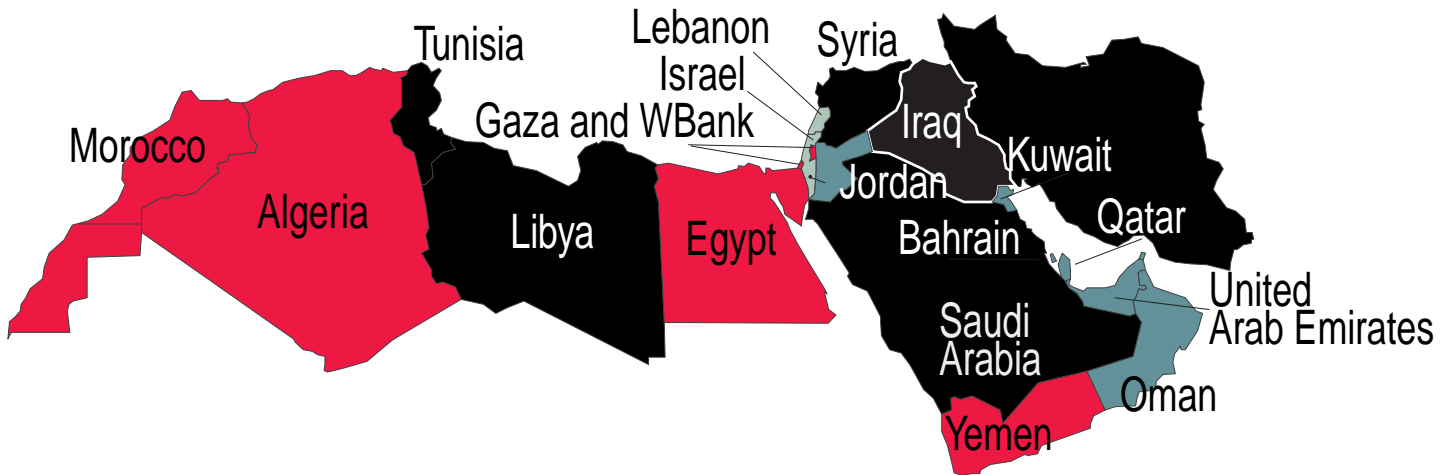 Lebanon
Syria
Tunisia
Israel
Gaza and WBank
Iraq
Morocco
Kuwait
Jordan
Algeria
Qatar
Libya
Egypt
Bahrain
United
Arab Emirates
Saudi
Arabia
Oman
Yemen